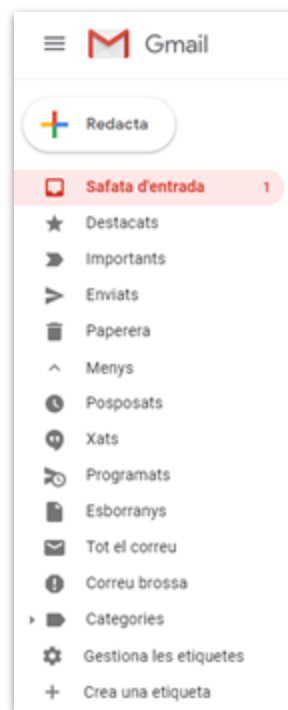 Gmail
Redacta
Safata d'entrada 1
Destacats
Importants
Enviats
Paperera
Menys
Posposats
Xats
Programats
Esborranys
Tot el correu
Correu brossa
Categories
Gestiona les etiquetes
Crea una etiqueta